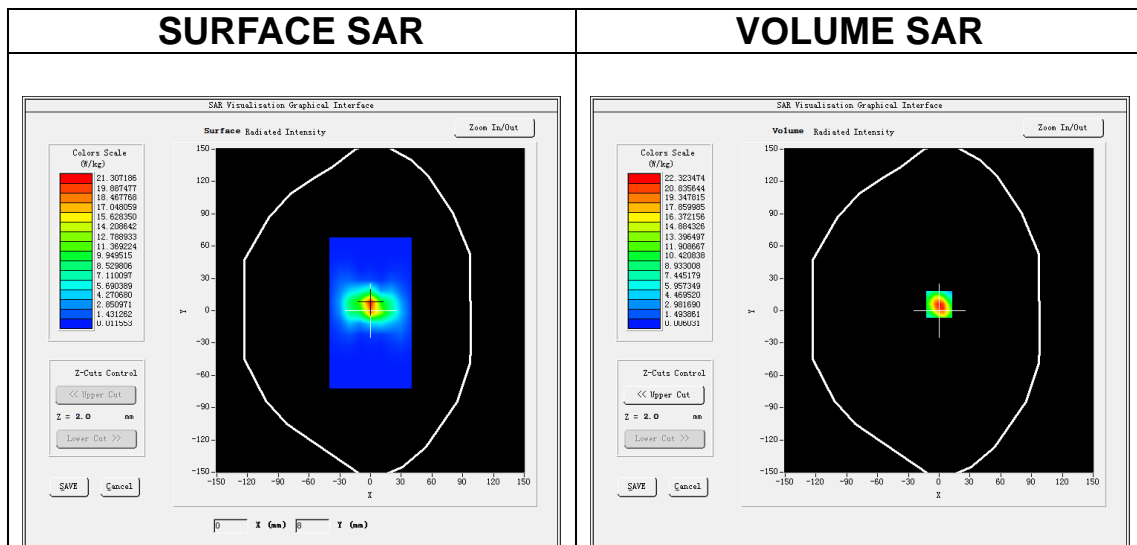 SURFACE SAR
VOLUME SAR
SAR Visualisation Graphical Interface
Surface Radiated Intensity
Zoom In/Out
Colors Scale
(W/kg)
21.307186
19.887477
18.467768
17.048059
15.628350
14.208642
12.788933
11.369224
9.949515
8.529806
7.110097
5.690389
4.270680
2.850971
1.431262
0.011553
150
120
90
60
30
0
-30
-60
-90
-120
-150
Y
-150 -120 -90 -60 -30 0 30 60 90 120 150
X
Z-Cuts Control
<< Upper Cut
Z = 2.0 mm
Lower Cut >>
SAVE Cancel
0 X (mm) 8 Y (mm)
SAR Visualisation Graphical Interface
Volume Radiated Intensity
Zoom In/Out
Colors Scale
(W/kg)
22.323474
20.835644
19.347815
17.859985
16.372156
14.884326
13.396497
11.908667
10.420838
8.933008
7.445179
5.957349
4.469520
2.981690
1.493861
0.006031
150
120
90
60
30
0
-30
-60
-90
-120
-150
Y
-150 -120 -90 -60 -30 0 30 60 90 120 150
X
Z-Cuts Control
<< Upper Cut
Z = 2.0 mm
Lower Cut >>
SAVE Cancel